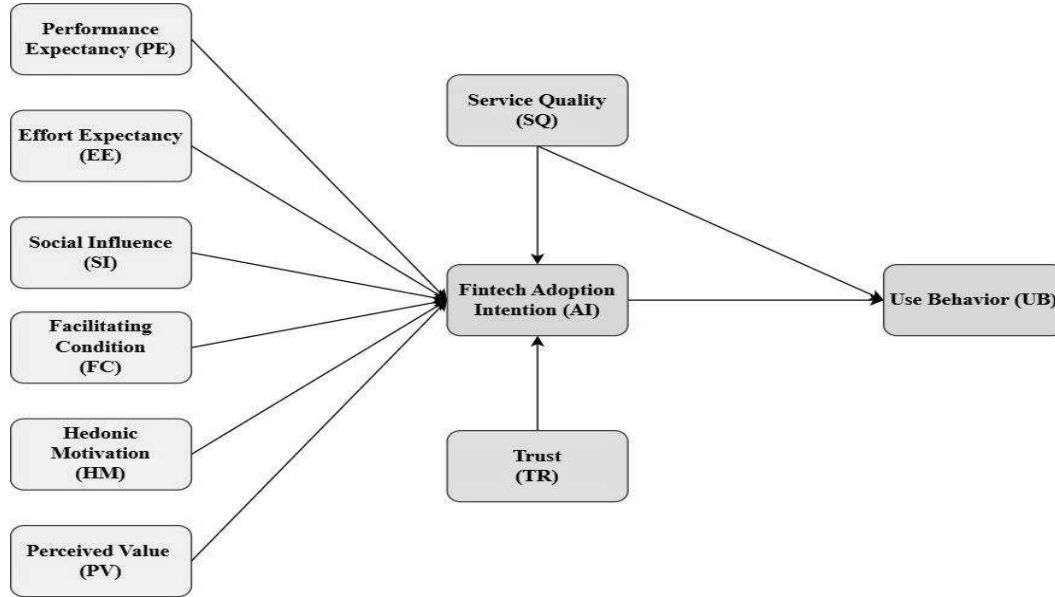 Performance
Expectancy (PE)
Effort Expectancy
(EE)
Social Influence
(SI)
Facilitating
Condition
(FC)
Hedonic
Motivation
(HM)
Perceived Value
(PV)
Service Quality
(SQ)
Fintech Adoption
Intention (AI)
Trust
(TR)
Use Behavior (UB)